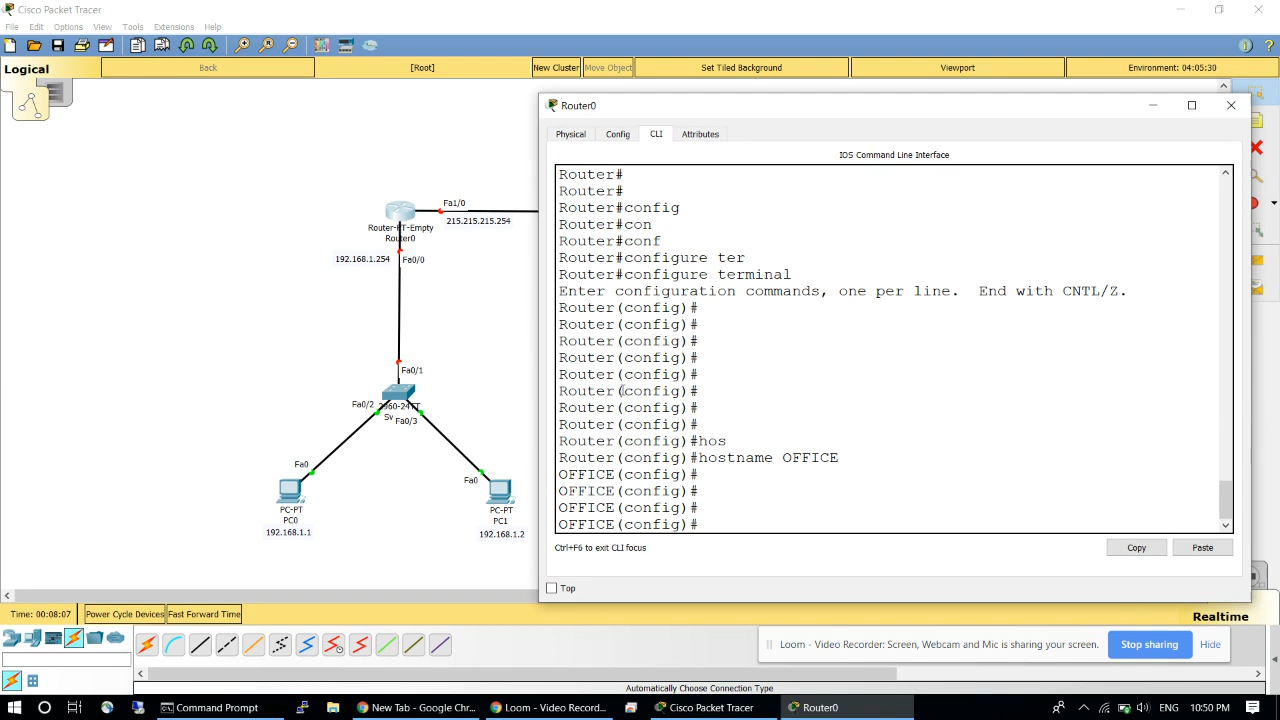 Cisco Packet Tracer
File Edit Options View Tools Extensions Help
Logical
Back
[Root]
New Cluster
Move Object
Set Tiled Background
Viewport
Environment: 04:05:30
Router0
Physical Config CLI Attributes
IOS Command Line Interface
Router#
Router#
Router#config
Router#con
Router#conf
Router#configure ter
Router#configure terminal
Enter configuration commands, one per line. End with CNTL/Z.
Router(config)#
Router(config)#
Router(config)#
Router(config)#
Router(config)#
Router(config)#
Router(config)#
Router(config)#
Router(config)#hos
Router(config)#hostname OFFICE
OFFICE(config)#
OFFICE(config)#
OFFICE(config)#
OFFICE(config)#
Ctrl+F6 to exit CLI focus
Copy
Paste
Top
Fa1/0
215.215.215.254
Router-PT-Empty
Router0
192.168.1.254
Fa0/0
Fa0/1
2960-24TT
Fa0/2
Fa0/3
Fa0
Fa0
PC-PT
PC0
192.168.1.1
PC-PT
PC1
192.168.1.2
Time: 00:08:07
Power Cycle Devices
Fast Forward Time
Realtime
Loom - Video Recorder: Screen, Webcam and Mic is sharing your screen.
Stop sharing
Hide
Automatically Choose Connection Type
Command Prompt
New Tab - Google Chr...
Loom - Video Record...
Cisco Packet Tracer
Router0
ENG
10:50 PM